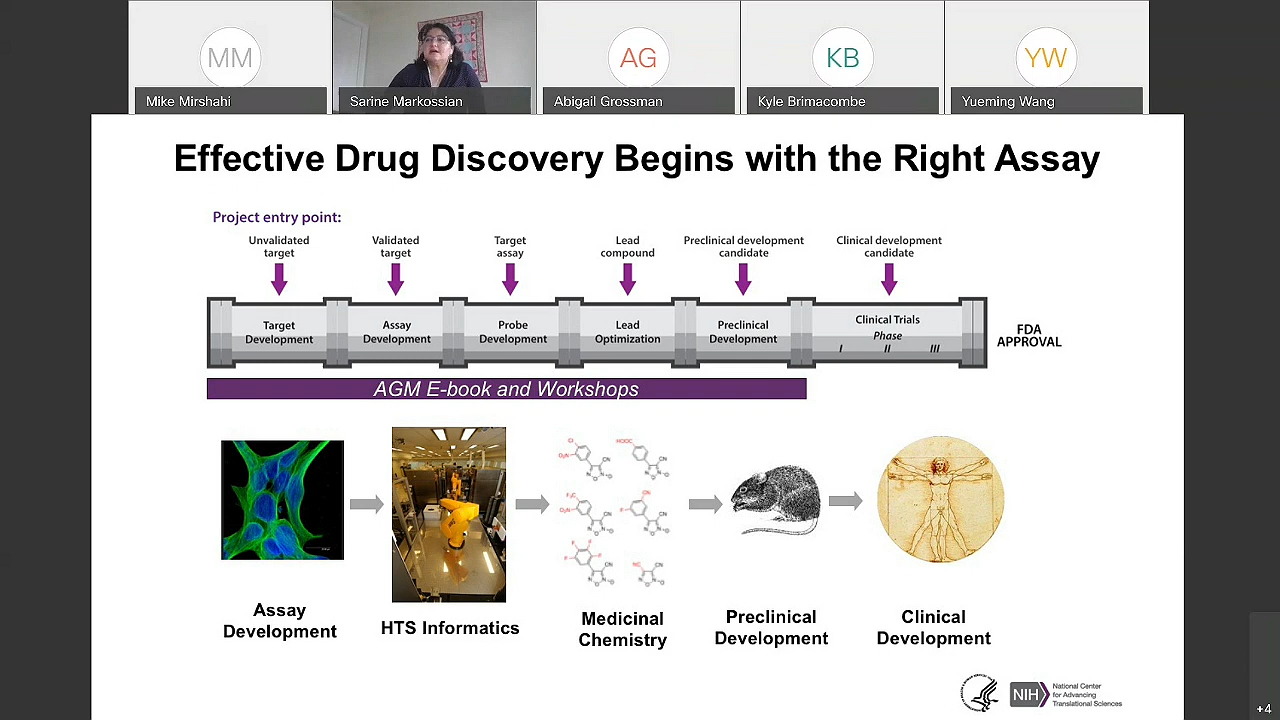 MM
AG
KB
YW
Mike Mirshahi
Sarine Markossian
Abigail Grossman
Kyle Brimacombe
Yueming Wang
Effective Drug Discovery Begins with the Right Assay
Project entry point:
Unvalidated
target
Validated
target
Target
assay
Lead
compound
Preclinical development
candidate
Clinical development
candidate
Target
Development
Assay
Development
Probe
Development
Lead
Optimization
Preclinical
Development
Clinical Trials
Phase
I II III
FDA
APPROVAL
AGM E-book and Workshops
Assay
Development
HTS Informatics
Medicinal
Chemistry
Preclinical
Development
Clinical
Development
NIH
National Center
for Advancing
Translational Sciences
+4